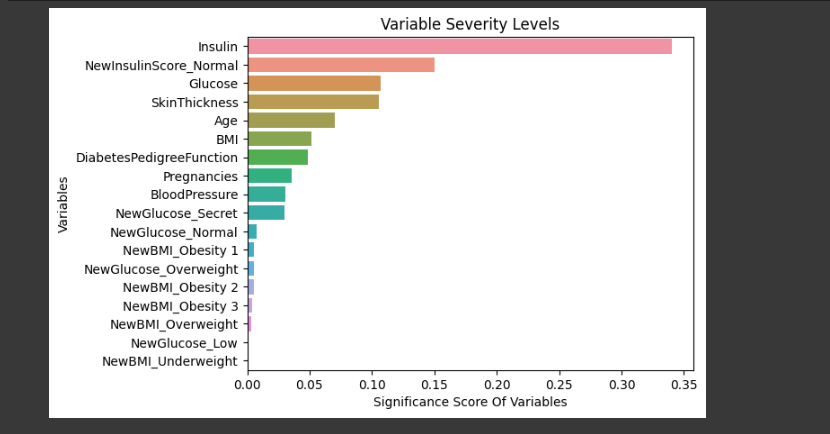 Variable Severity Levels
Variables
Insulin
NewInsulinScore_Normal
Glucose
SkinThickness
Age
BMI
DiabetesPedigreeFunction
Pregnancies
BloodPressure
NewGlucose_Secret
NewGlucose_Normal
NewBMI_Obesity 1
NewGlucose_Overweight
NewBMI_Obesity 2
NewBMI_Obesity 3
NewBMI_Overweight
NewGlucose_Low
NewBMI_Underweight
0.00 0.05 0.10 0.15 0.20 0.25 0.30 0.35
Significance Score Of Variables